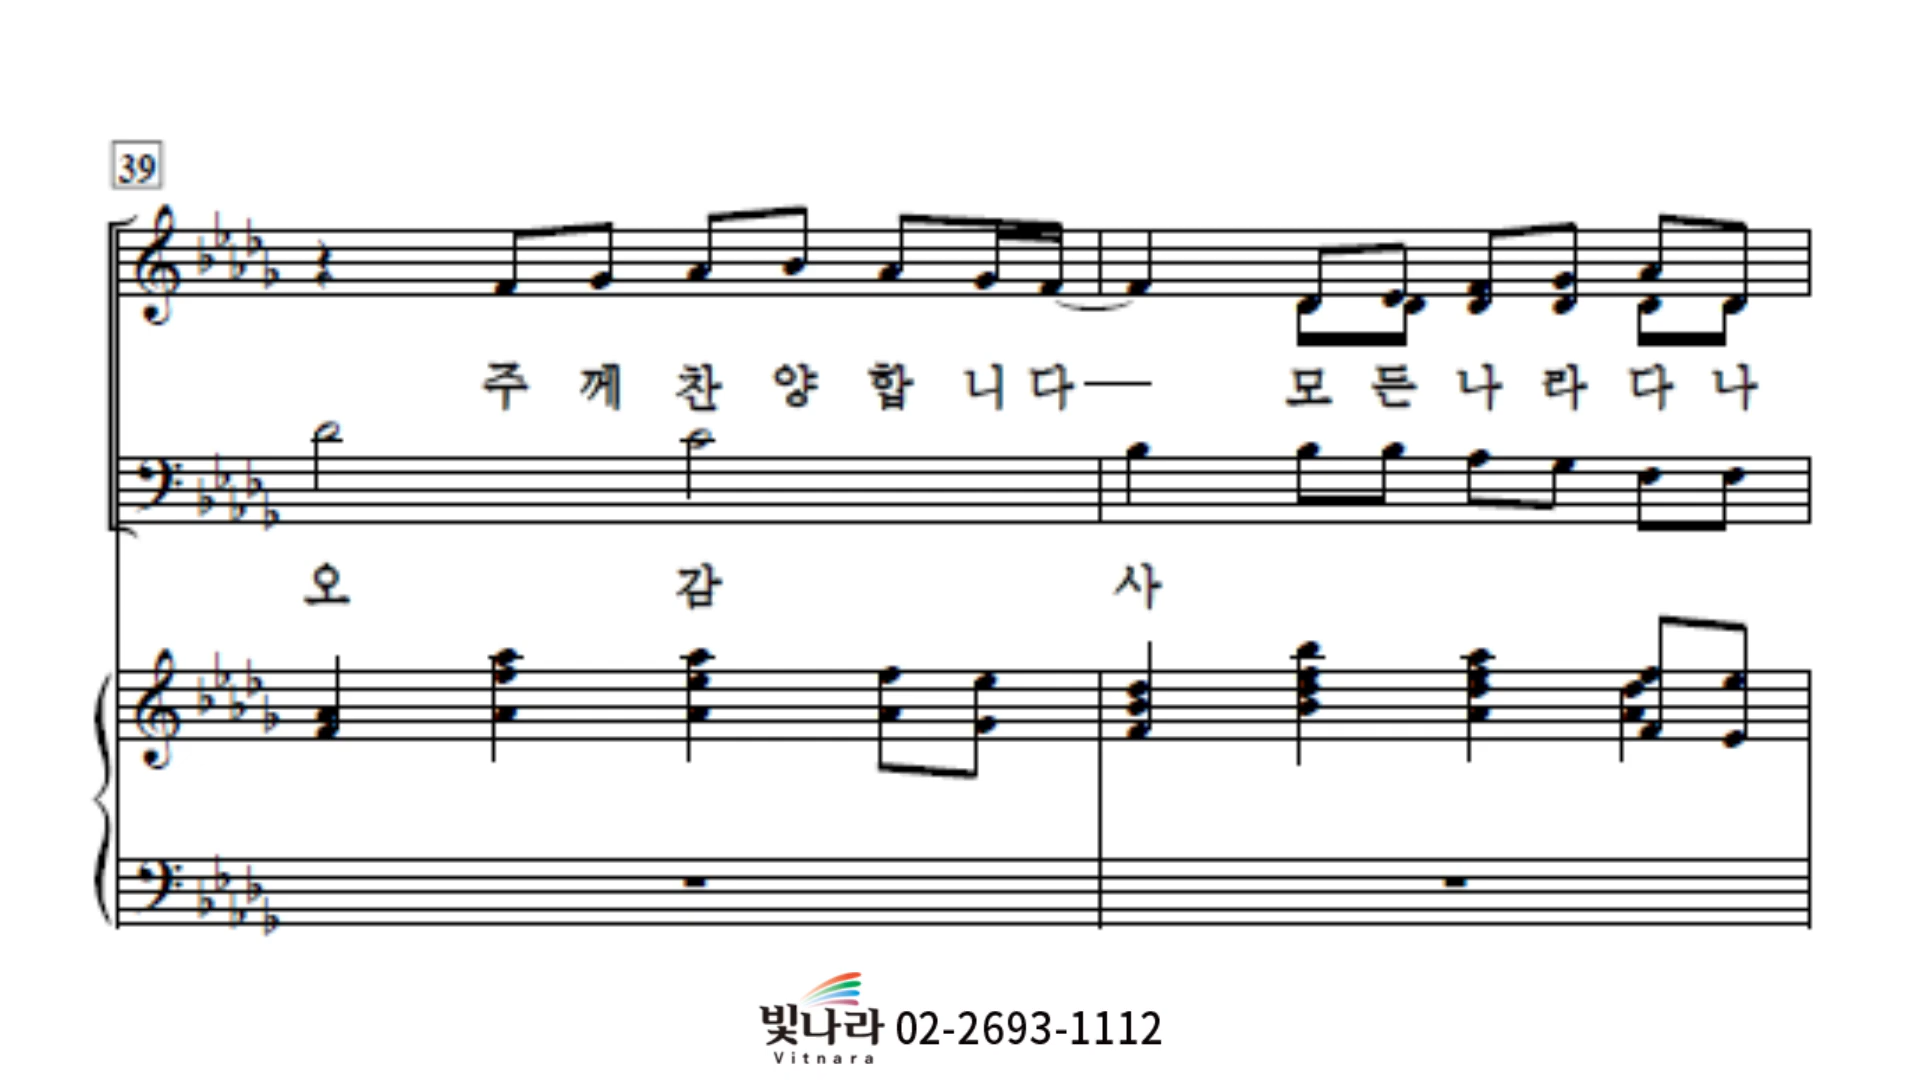 39
주 께 찬 양 합 니 다 모 든 나 라 다 나
오 감 사
빛나라 02-2693-1112
Vitnara